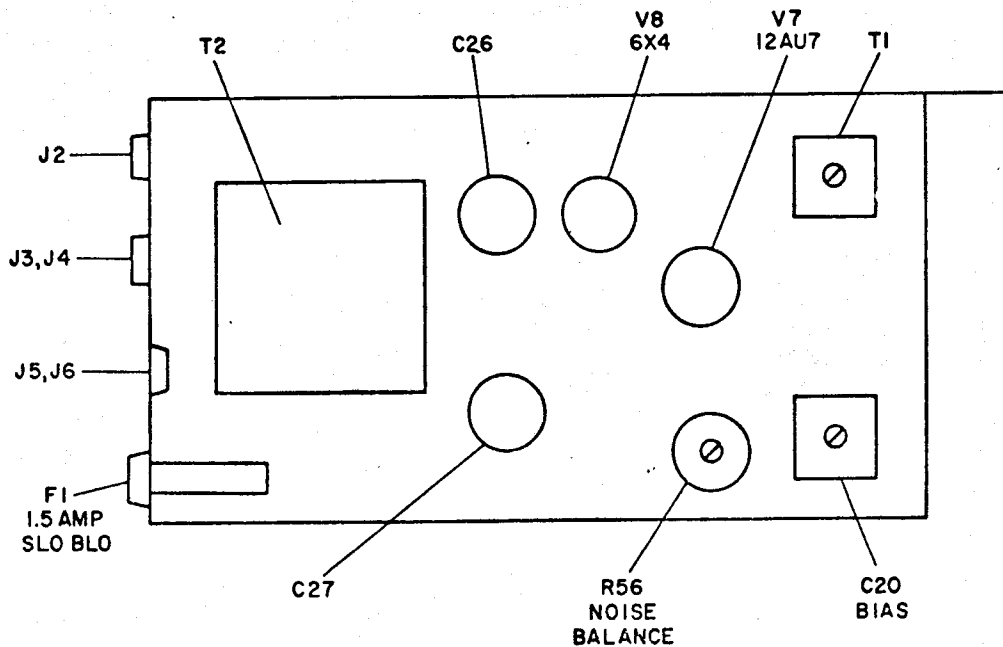 T2
C26
V8
6X4
V7
12AU7
T1
J2
J3,J4
J5,J6
F1
1.5 AMP
SLO BLO
C27
R56
NOISE
BALANCE
C20
BIAS